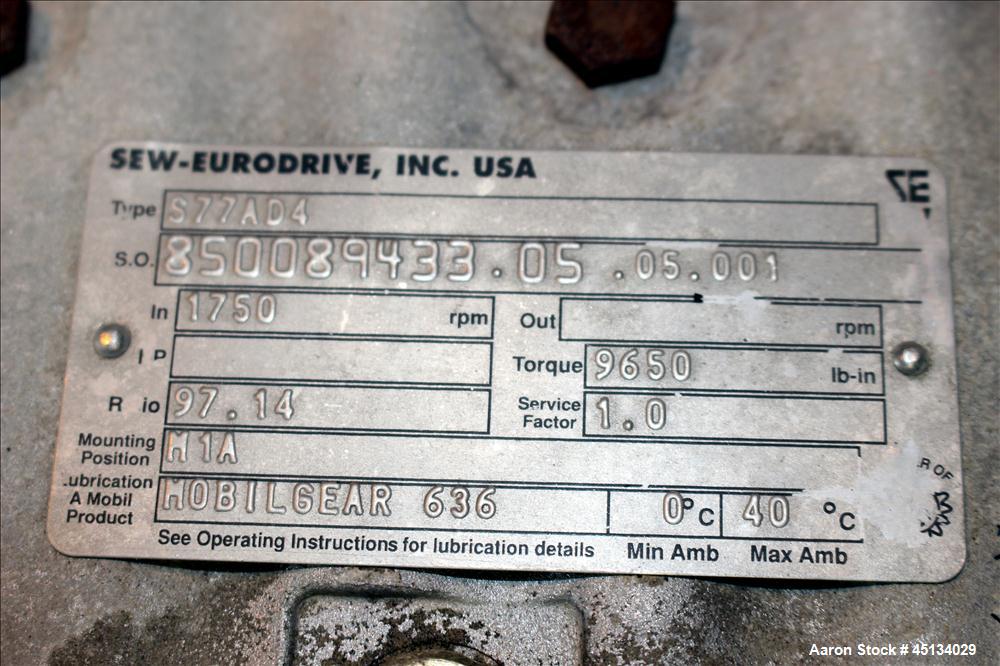 SEW-EURODRIVE, INC. USA
Type S77AD4
S.O. 850089433.05.05.001
In 1750 rpm
Out rpm
P
Torque 9650 lb-in
R io 97.14
Service Factor 1.0
Mounting Position M1A
.ubrication A Mobil Product MOBILGEAR 636 0°C 40 °C
See Operating Instructions for lubrication details Min Amb Max Amb
R OF
Aaron Stock # 45134029